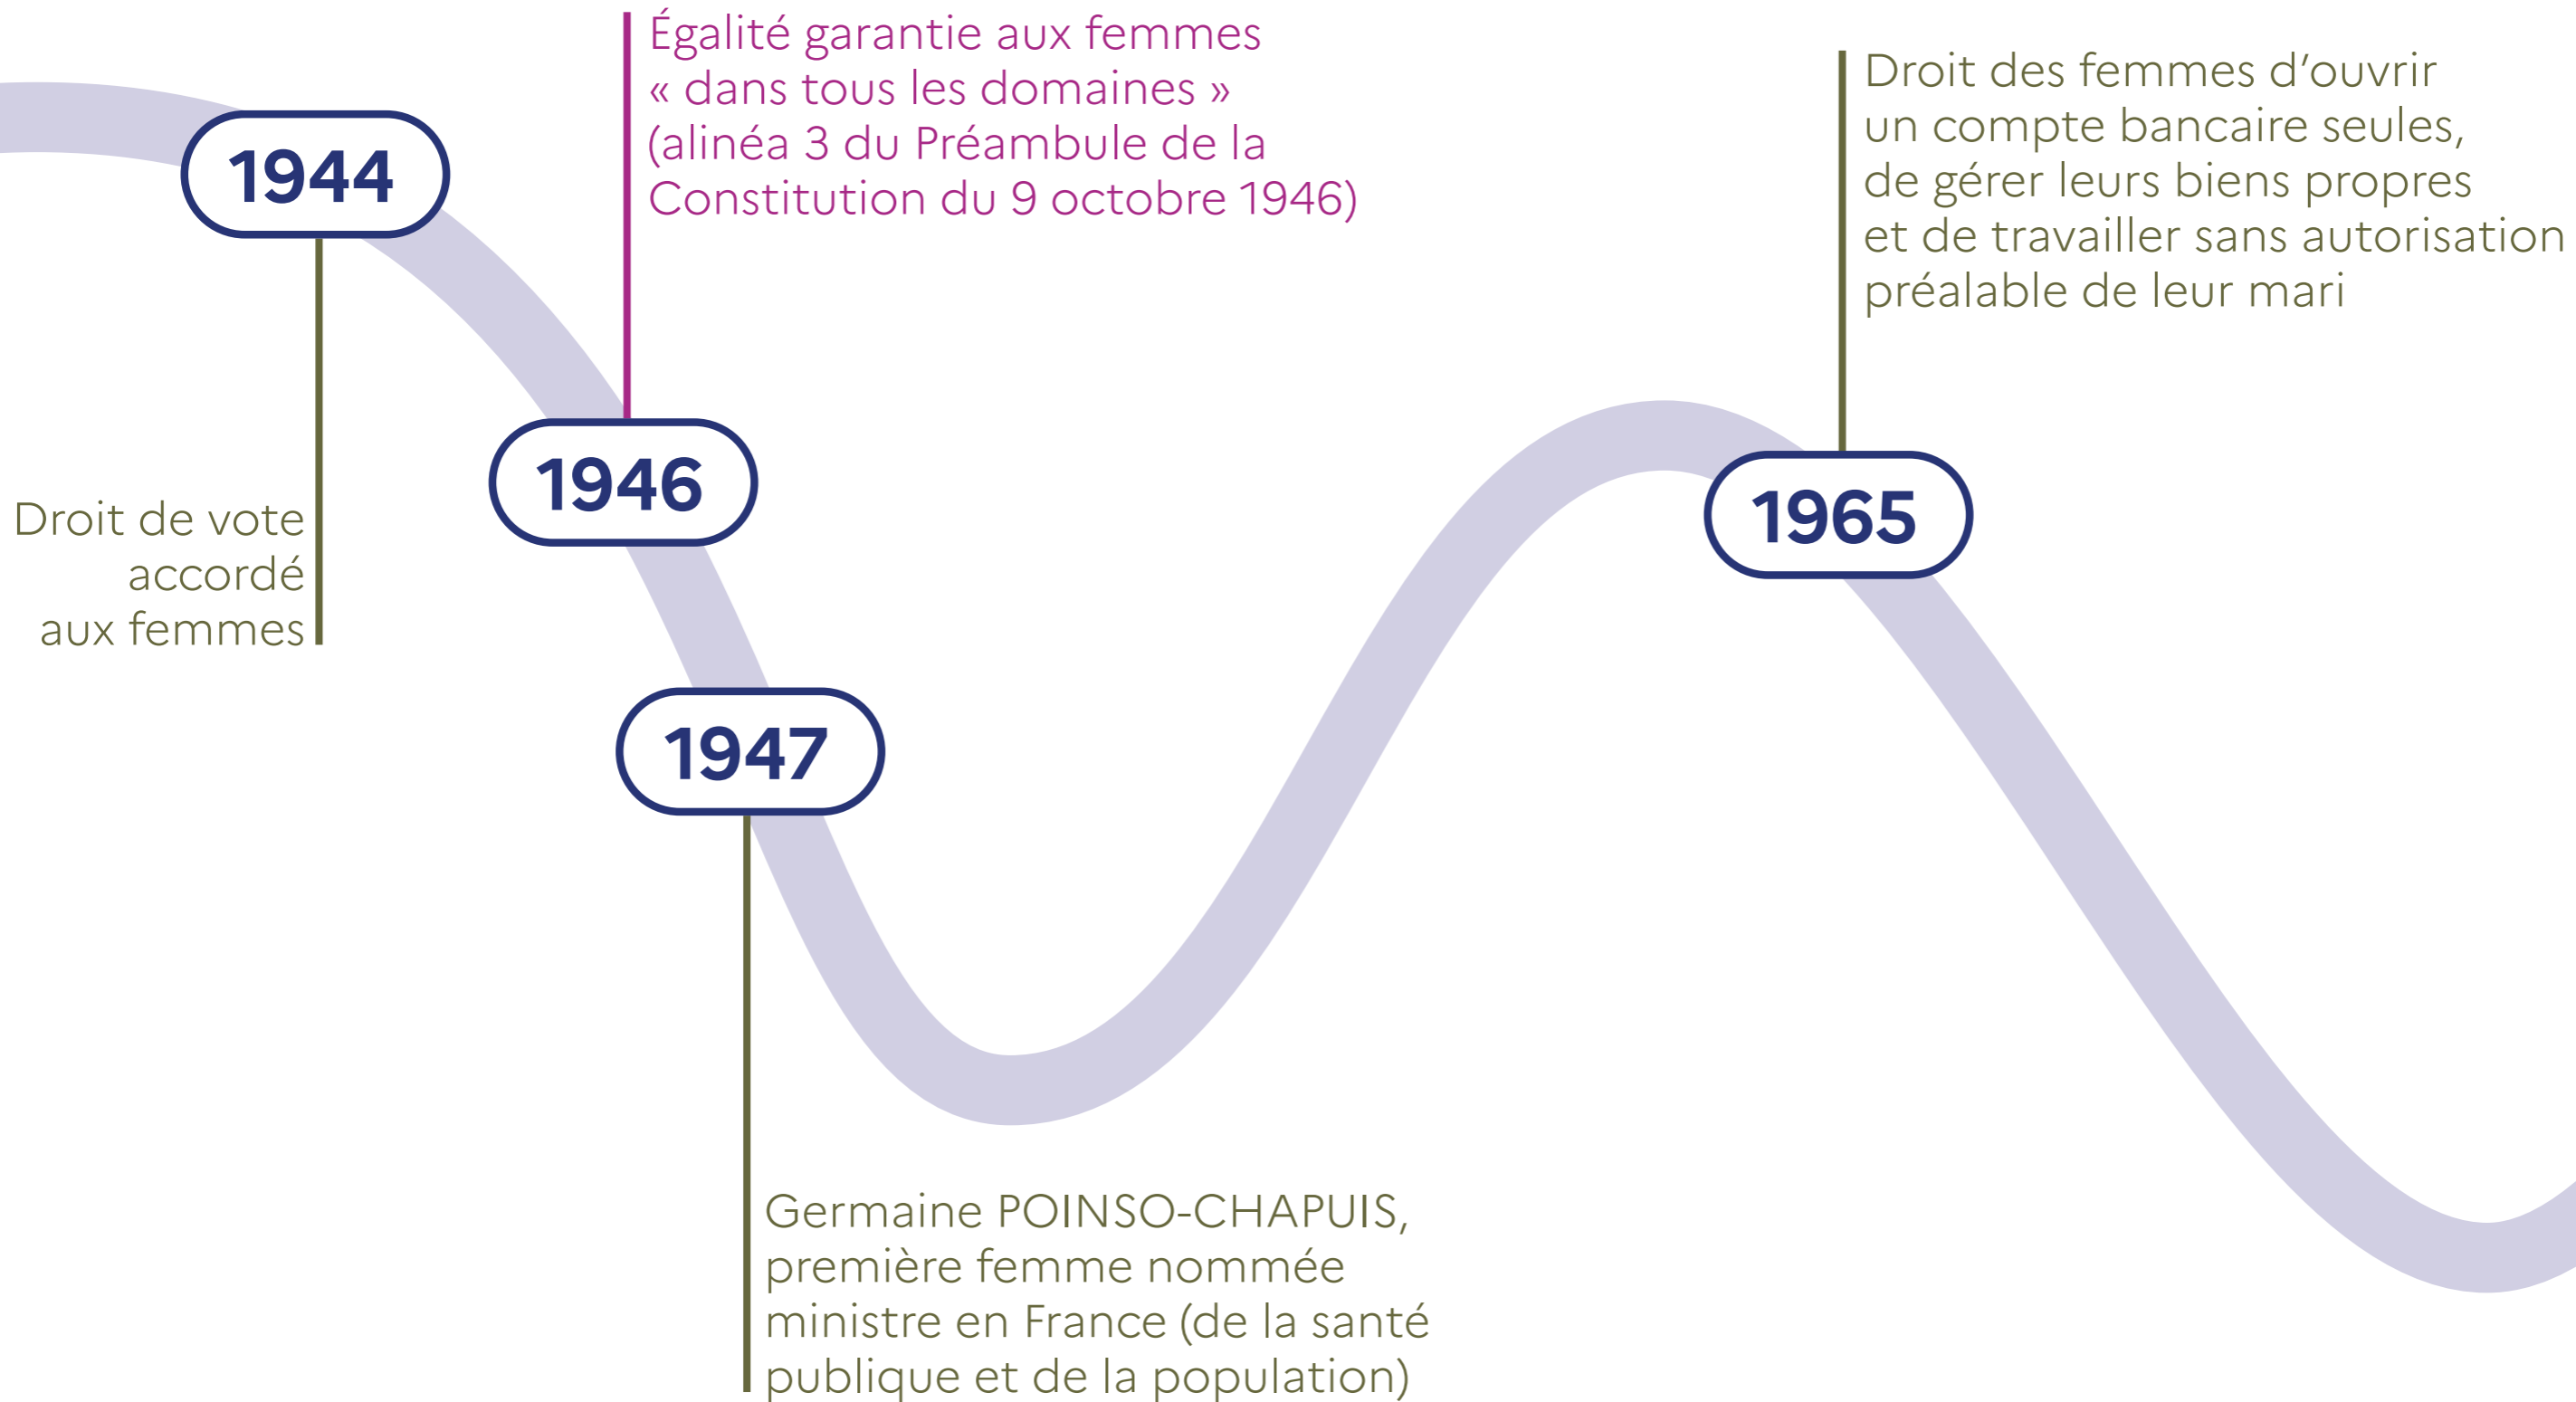 1944
Droit de vote
accordé
aux femmes
Égalité garantie aux femmes
« dans tous les domaines »
(alinéa 3 du Préambule de la
Constitution du 9 octobre 1946)
1946
1947
Germaine POINSO-CHAPUIS,
première femme nommée
ministre en France (de la santé
publique et de la population)
Droit des femmes d’ouvrir
un compte bancaire seules,
de gérer leurs biens propres
et de travailler sans autorisation
préalable de leur mari
1965